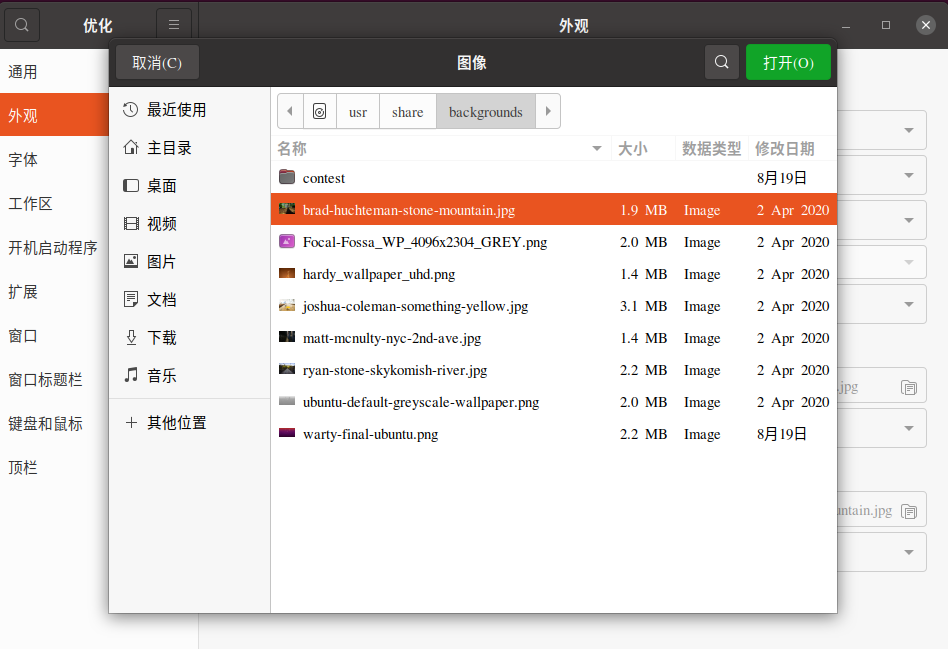 优化
外观
取消(C)
图像
打开(O)
通用
外观
字体
工作区
开机启动程序
扩展
窗口
窗口标题栏
键盘和鼠标
顶栏
最近使用
主目录
桌面
视频
图片
文档
下载
音乐
其他位置
usr share backgrounds
名称 大小 数据类型 修改日期
contest 8月19日
brad-huchteman-stone-mountain.jpg 1.9 MB Image 2 Apr 2020
Focal-Fossa_WP_4096x2304_GREY.png 2.0 MB Image 2 Apr 2020
hardy_wallpaper_uhd.png 1.4 MB Image 2 Apr 2020
joshua-coleman-something-yellow.jpg 3.1 MB Image 2 Apr 2020
matt-mcnulty-nyc-2nd-ave.jpg 1.4 MB Image 2 Apr 2020
ryan-stone-skykomish-river.jpg 2.2 MB Image 2 Apr 2020
ubuntu-default-greyscale-wallpaper.png 2.0 MB Image 2 Apr 2020
warty-final-ubuntu.png 2.2 MB Image 8月19日
.jpg
untain.jpg